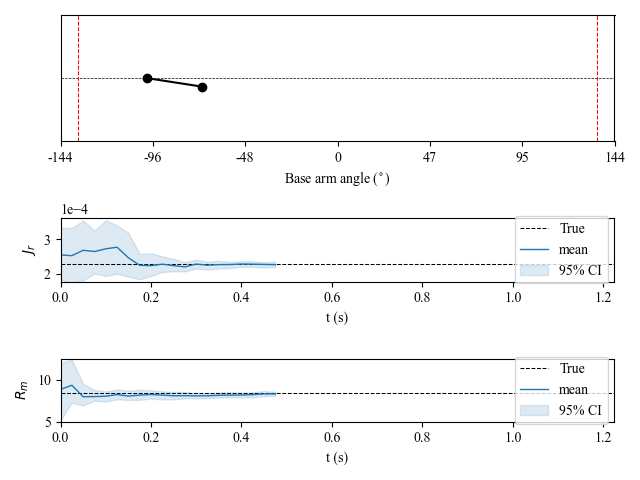 -144 -96 -48 0 47 95 144
Base arm angle (°)
1e−4
3
2
J_r
True
mean
95% CI
0.0 0.2 0.4 0.6 0.8 1.0 1.2
t (s)
10
5
R_m
True
mean
95% CI
0.0 0.2 0.4 0.6 0.8 1.0 1.2
t (s)